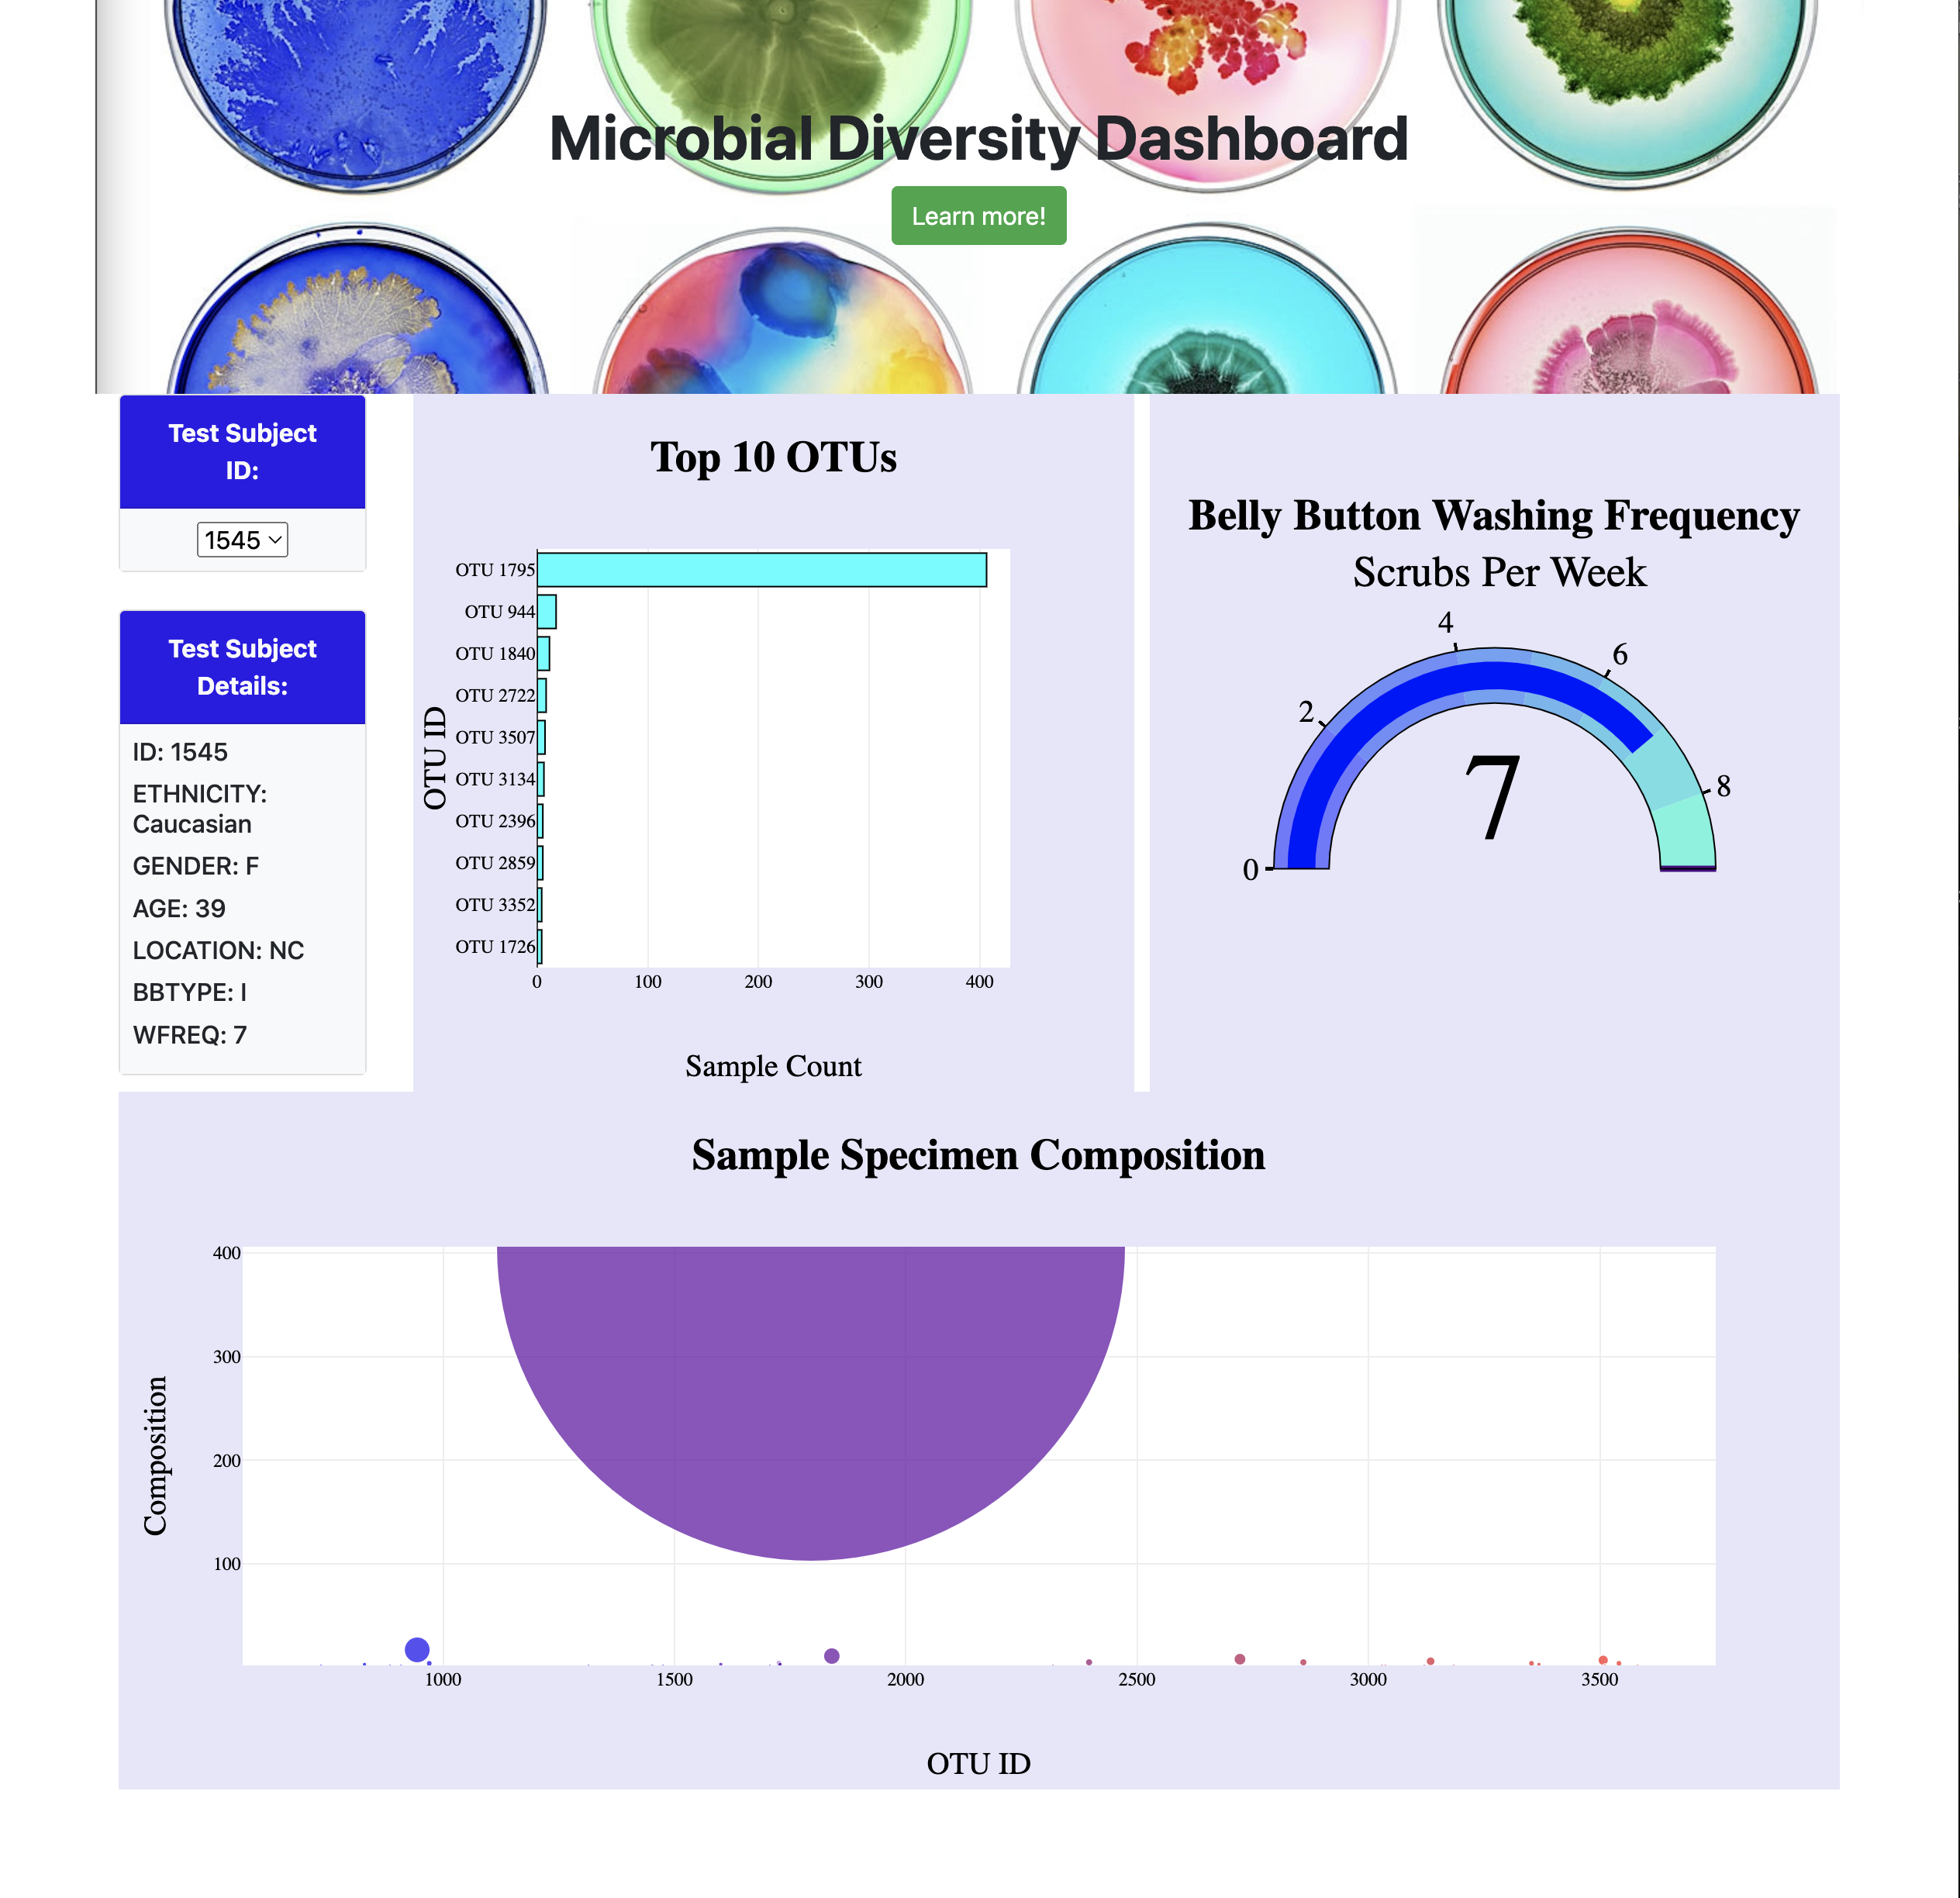 Microbial Diversity Dashboard
Learn more!
Test Subject
ID:
1545
Test Subject
Details:
ID: 1545
ETHNICITY:
Caucasian
GENDER: F
AGE: 39
LOCATION: NC
BBTYPE: I
WFREQ: 7
Top 10 OTUs
OTU ID
OTU 1795
OTU 944
OTU 1840
OTU 2722
OTU 3507
OTU 3134
OTU 2396
OTU 2859
OTU 3352
OTU 1726
0 100 200 300 400
Sample Count
Belly Button Washing Frequency
Scrubs Per Week
0
2
4
6
8
7
Sample Specimen Composition
Composition
400
300
200
100
1000 1500 2000 2500 3000 3500
OTU ID